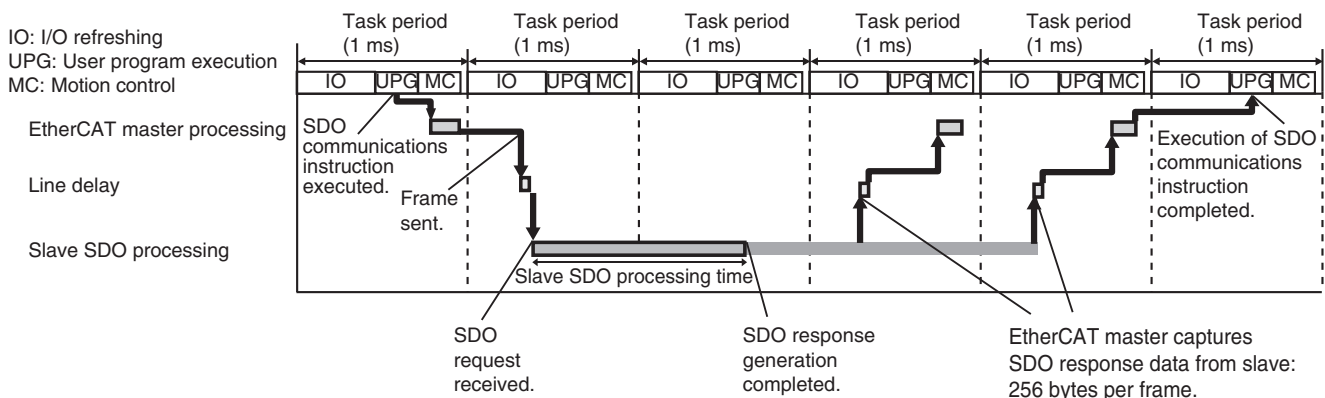 IO: I/O refreshing
UPG: User program execution
MC: Motion control
Task period
(1 ms)
Task period
(1 ms)
Task period
(1 ms)
Task period
(1 ms)
Task period
(1 ms)
Task period
(1 ms)
IO UPG MC IO UPG MC IO UPG MC IO UPG MC IO UPG MC IO UPG MC
EtherCAT master processing
Line delay
Slave SDO processing
SDO
communications
instruction
executed.
Frame
sent.
Execution of SDO
communications
instruction
completed.
Slave SDO processing time
SDO
request
received.
SDO response
generation
completed.
EtherCAT master captures
SDO response data from slave:
256 bytes per frame.